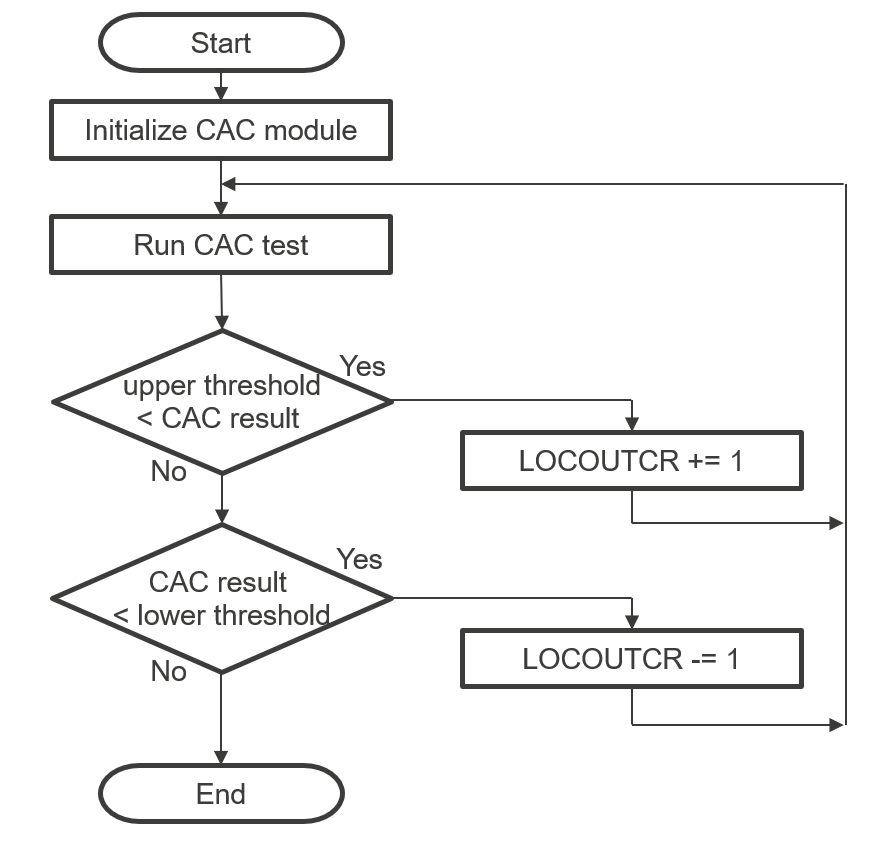 Start
Initialize CAC module
Run CAC test
Yes
upper threshold
< CAC result
No
LOCOUTCR += 1
Yes
CAC result
< lower threshold
No
LOCOUTCR -= 1
End